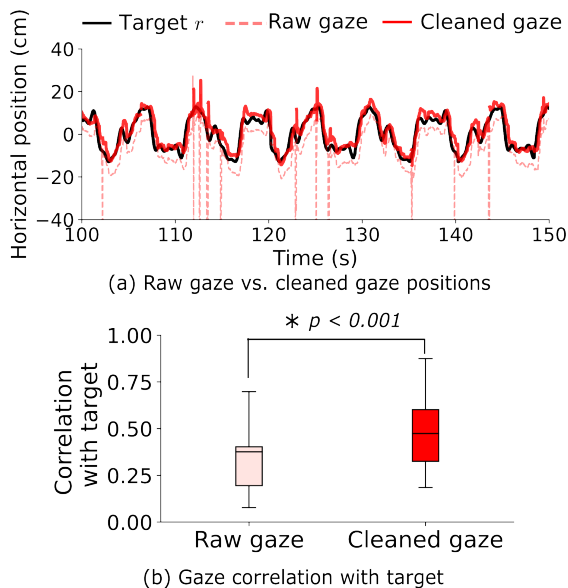 Target r Raw gaze Cleaned gaze
Horizontal position (cm)
40
20
0
−20
−40
100 110 120 130 140 150
Time (s)
(a) Raw gaze vs. cleaned gaze positions
* p < 0.001
Correlation
with target
1.00
0.75
0.50
0.25
0.00
Raw gaze Cleaned gaze
(b) Gaze correlation with target